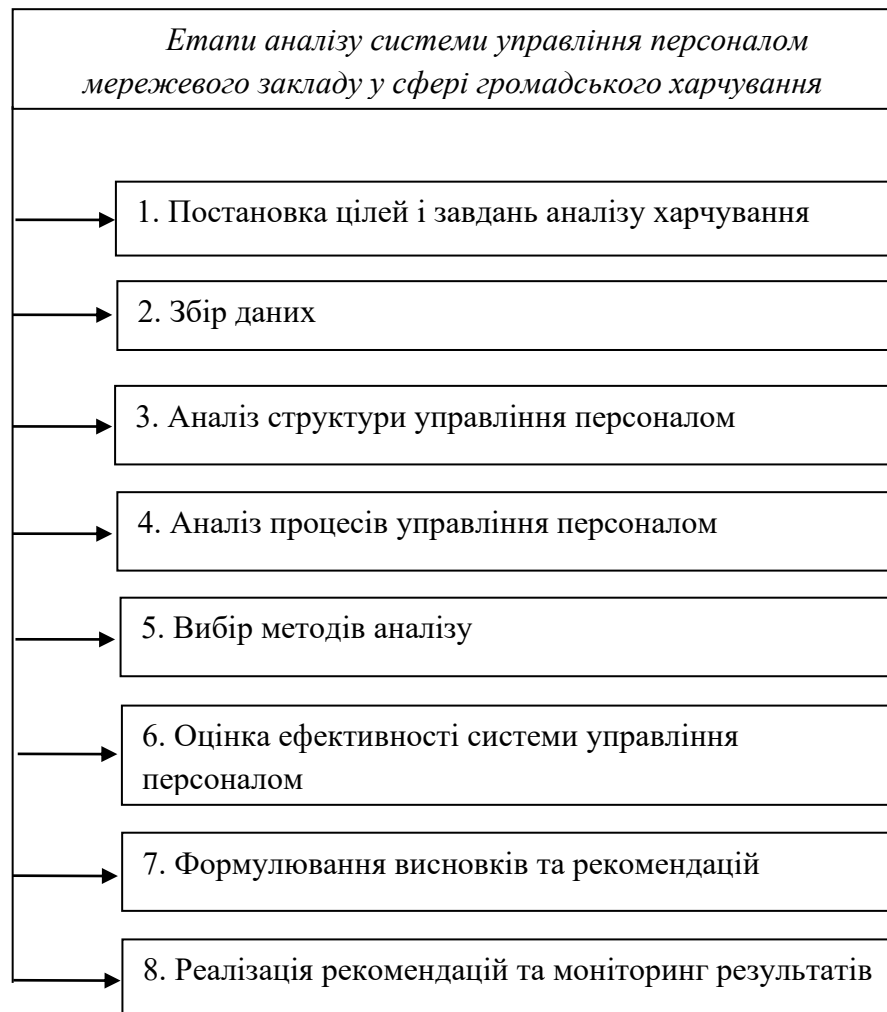 Етапи аналізу системи управління персоналом
мережевого закладу у сфері громадського харчування
1. Постановка цілей і завдань аналізу харчування
2. Збір даних
3. Аналіз структури управління персоналом
4. Аналіз процесів управління персоналом
5. Вибір методів аналізу
6. Оцінка ефективності системи управління
персоналом
7. Формулювання висновків та рекомендацій
8. Реалізація рекомендацій та моніторинг результатів